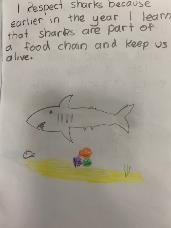 I respect sharks because
earlier in the year I learn
that sharks are part of
a food chain and keep us
alive.